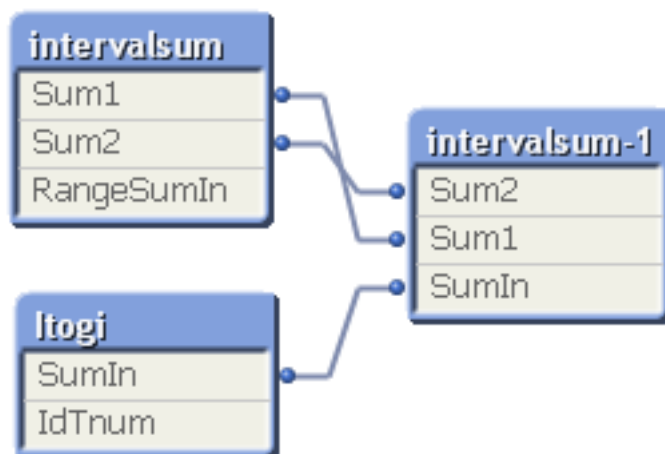 intervalsum
Sum1
Sum2
RangeSumIn
intervalsum-1
Sum2
Sum1
SumIn
Itogi
SumIn
IdTnum